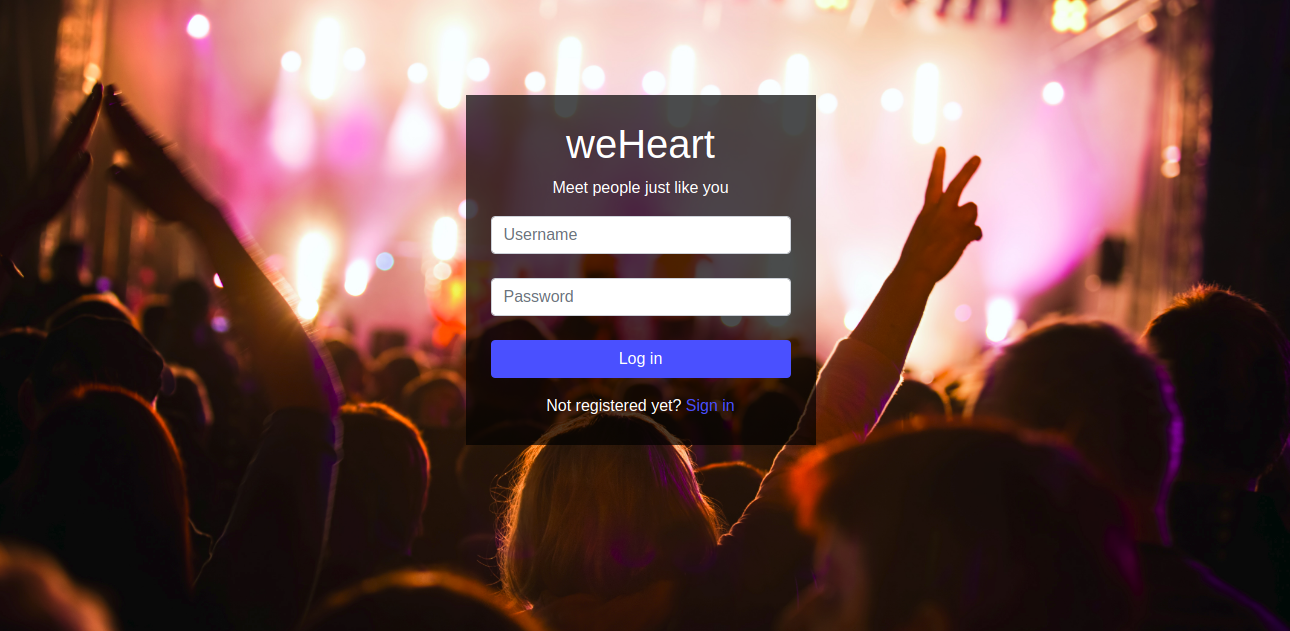 weHeart
Meet people just like you
Username
Password
Log in
Not registered yet? Sign in